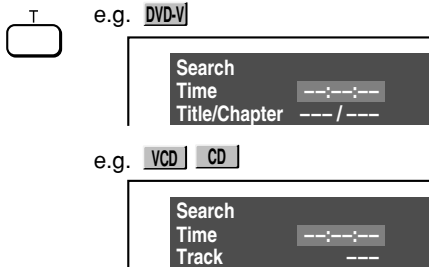 T
e.g. DVD-V
Search
Time --:--:--
Title/Chapter --- / ---
e.g. VCD CD
Search
Time --:--:--
Track ---